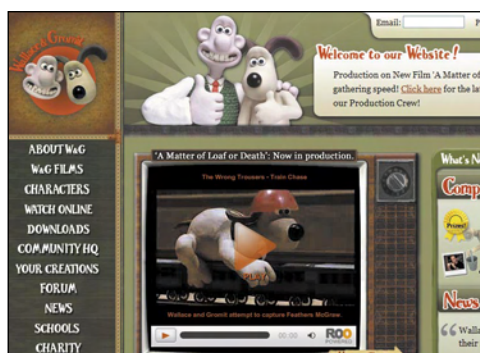 Wallace & Gromit
Email:
P
Welcome to our Website!
Production on New Film 'A Matter of
gathering speed! Click here for the la
our Production Crew!
ABOUT W&G
W&G FILMS
CHARACTERS
WATCH ONLINE
DOWNLOADS
COMMUNITY HQ
YOUR CREATIONS
FORUM
NEWS
SCHOOLS
CHARITY
'A Matter of Loaf or Death': Now in production.
The Wrong Trousers - Train Chase
PLAY
Wallace and Gromit attempt to capture Feathers McGraw.
00:00
ROO
POWERED
What's N
Comp
Prizes!
News
Walla
their